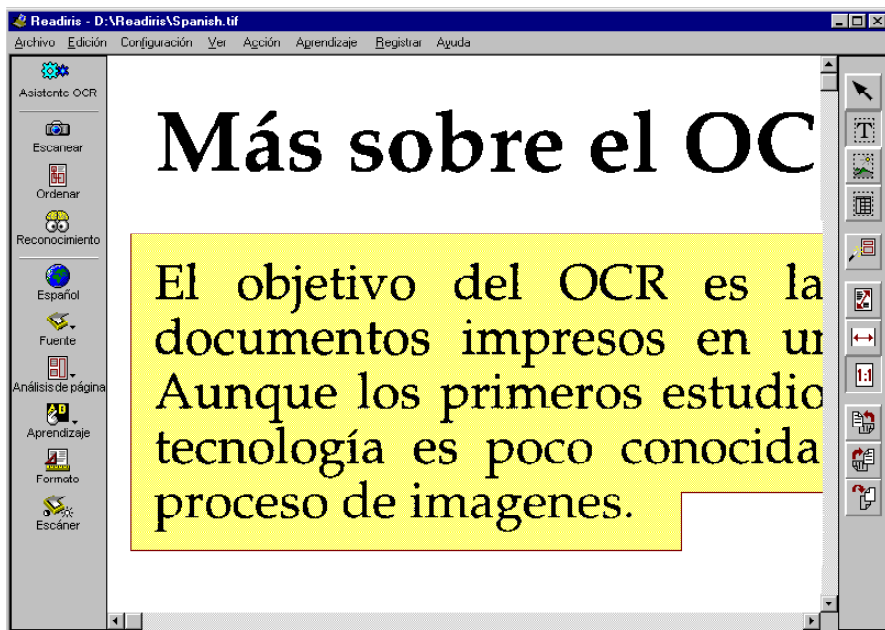 Readiris - D:\Readiris\Spanish.tif
Archivo Edición Configuración Ver Acción Aprendizaje Registrar Ayuda
Asistente OCR
Escanear
Ordenar
Reconocimiento
Español
Fuente
Análisis de página
Aprendizaje
Formato
Escáner
Más sobre el OC
El objetivo del OCR es la
documentos impresos en un
Aunque los primeros estudio
tecnología es poco conocida
proceso de imagenes.
T
1:1